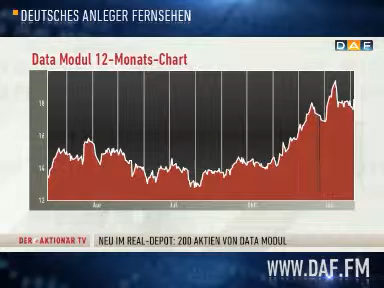 DEUTSCHES ANLEGER FERNSEHEN
DAF
Data Modul 12-Monats-Chart
18
16
14
12
Apr
Jul
Okt
DER AKTIONÄR TV
NEU IM REAL-DEPOT: 200 AKTIEN VON DATA MODUL
WWW.DAF.FM